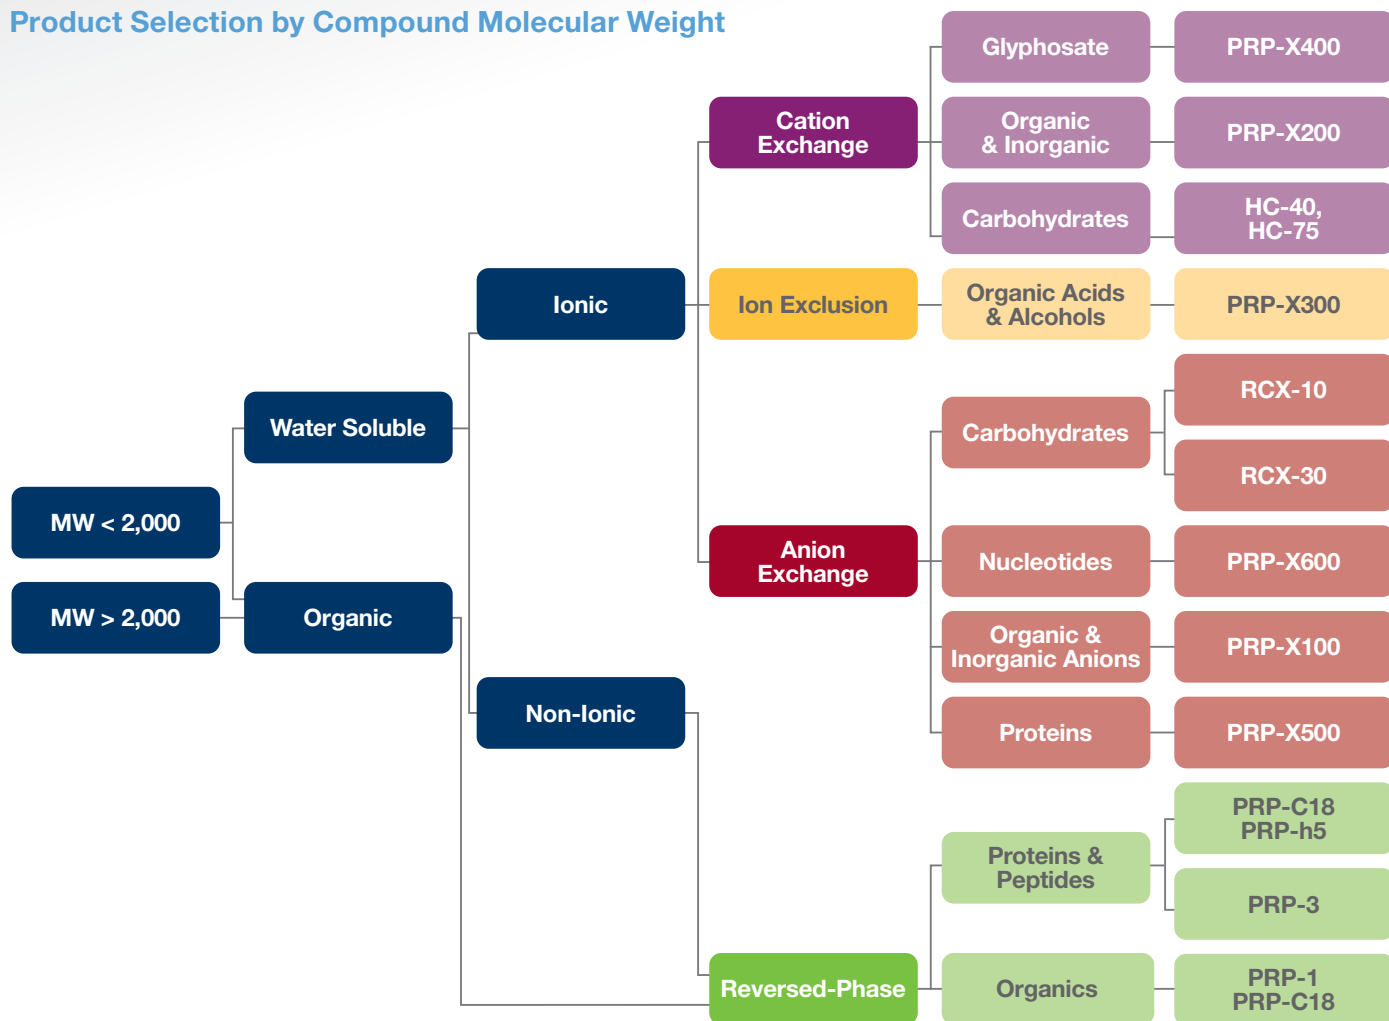 Product Selection by Compound Molecular Weight
MW < 2,000
MW > 2,000
Water Soluble
Organic
Ionic
Non-Ionic
Cation
Exchange
Ion Exclusion
Anion
Exchange
Reversed-Phase
Glyphosate
PRP-X400
Organic
& Inorganic
PRP-X200
Carbohydrates
HC-40,
HC-75
Organic Acids
& Alcohols
PRP-X300
Carbohydrates
RCX-10
RCX-30
Nucleotides
PRP-X600
Organic &
Inorganic Anions
PRP-X100
Proteins
PRP-X500
Proteins &
Peptides
PRP-C18
PRP-h5
PRP-3
Organics
PRP-1
PRP-C18